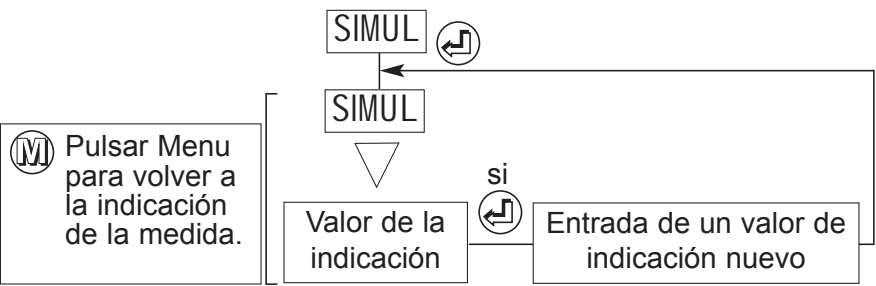 SIMUL
SIMUL
M Pulsar Menu
para volver a
la indicación
de la medida.
si
Valor de la
indicación
Entrada de un valor de
indicación nuevo